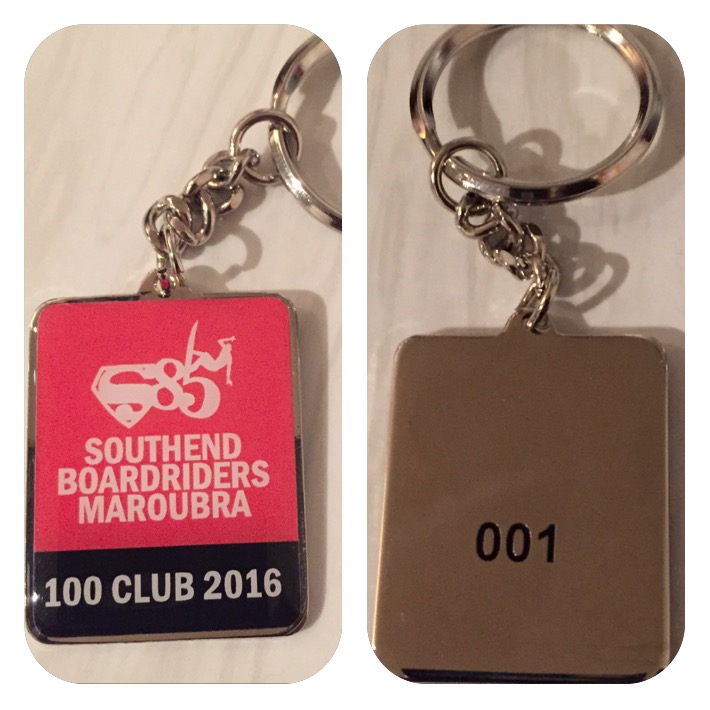 S85
SOUTHEND
BOARDRIDERS
MAROUBRA
100 CLUB 2016
001